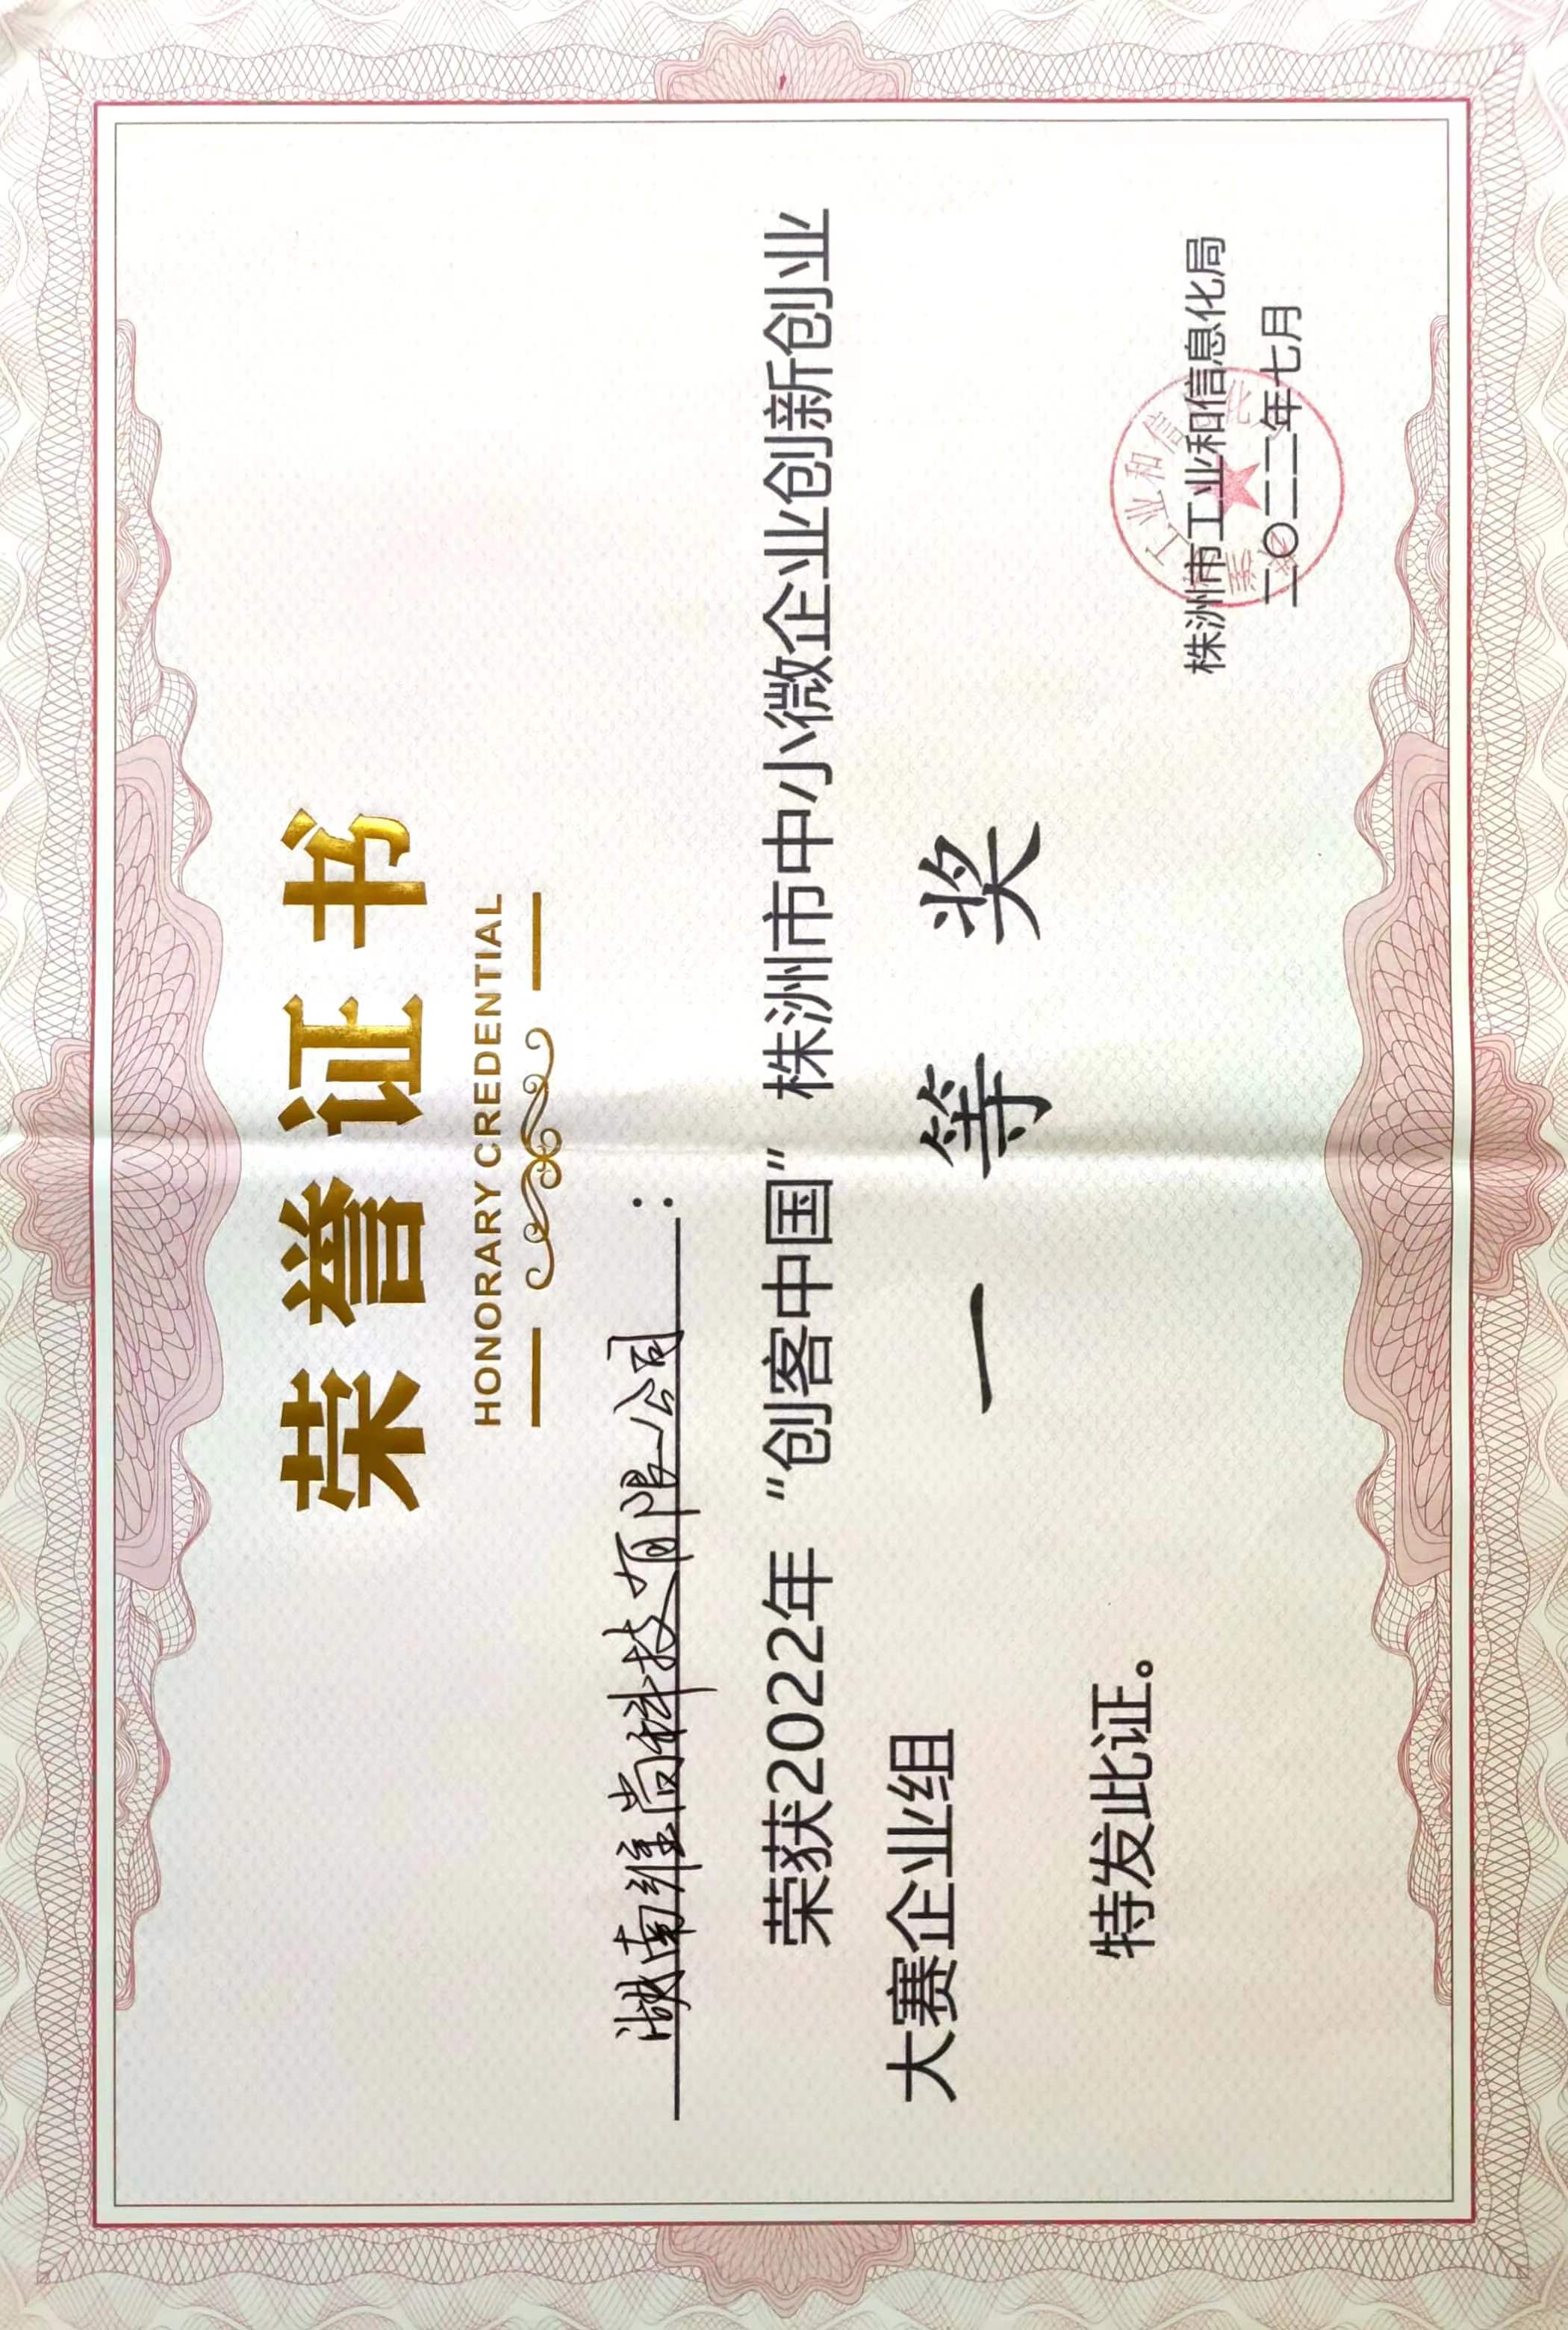 荣誉证书
HONORARY CREDENTIAL
湖南维尚科技有限公司：
荣获2022年“创客中国”株洲市中小微企业创新创业
大赛企业组 一等奖
特发此证。
株洲市工业和信息化局
二〇二二年七月